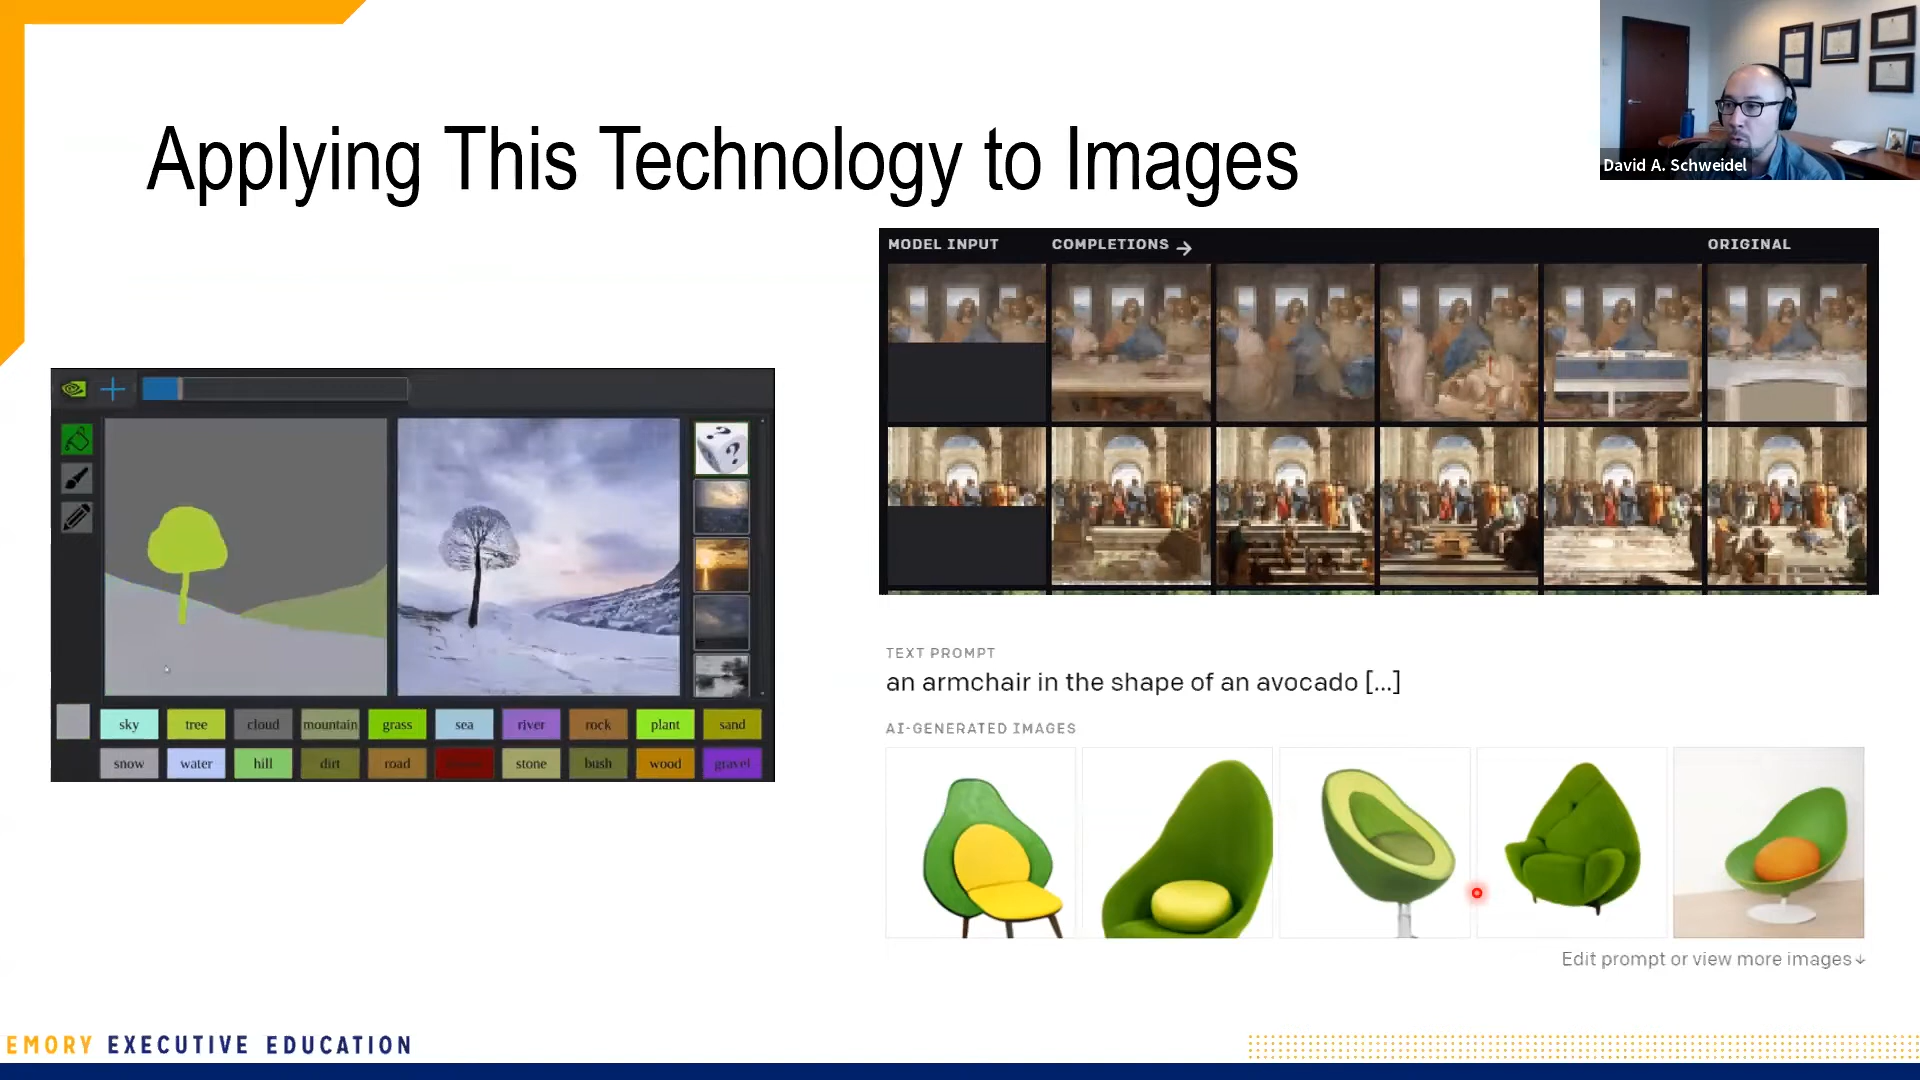 Applying This Technology to Images
David A. Schweidel
MODEL INPUT COMPLETIONS → ORIGINAL
sky tree cloud mountain grass sea river rock plant sand
snow water hill dirt road stone bush wood gravel
TEXT PROMPT
an armchair in the shape of an avocado [...]
AI-GENERATED IMAGES
Edit prompt or view more images↓
EMORY EXECUTIVE EDUCATION